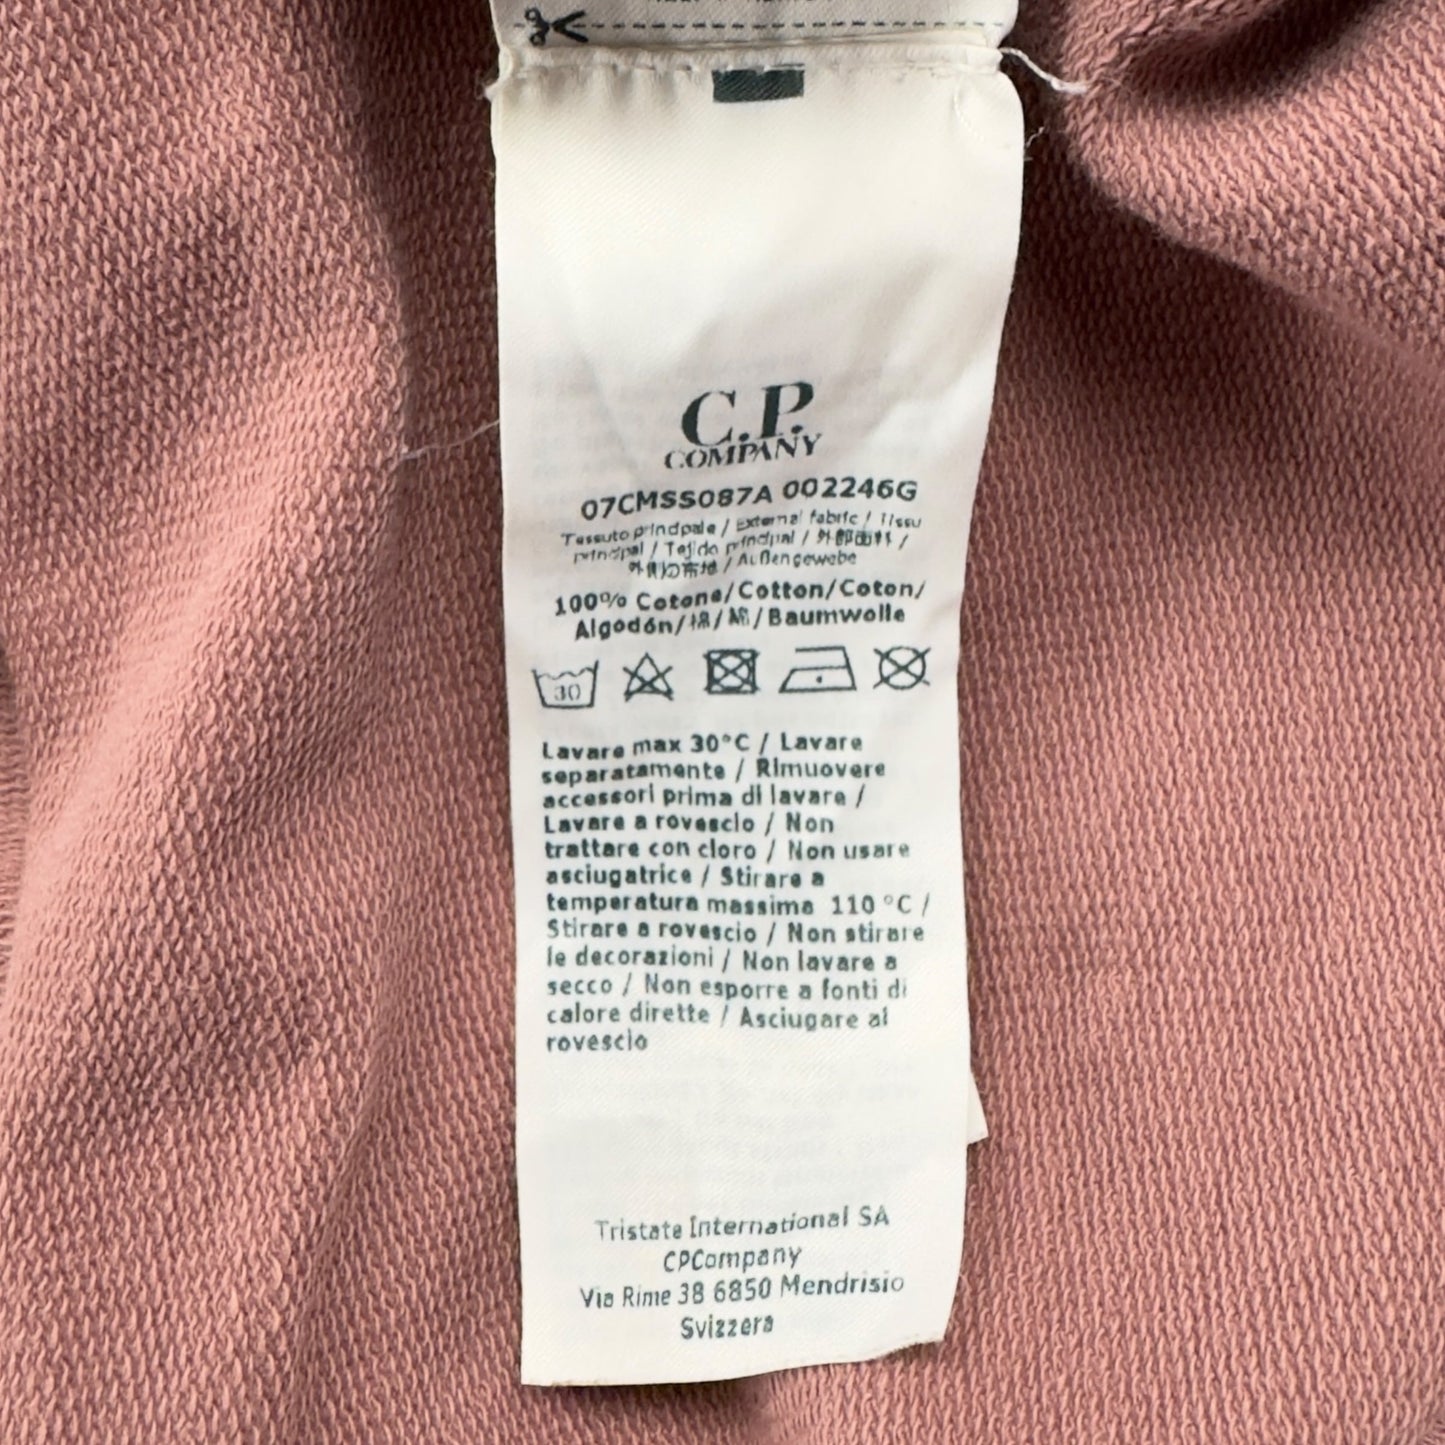 C.P.
COMPANY
07CMSS087A 002246G
Tessuto principale / External fabric / Tissu
principal / Tejido principal / 外部面料 /
外側の布地 / Außengewebe
100% Cotone/Cotton/Coton/
Algodón/棉/綿/Baumwolle
30
Lavare max 30°C / Lavare
separatamente / Rimuovere
accessori prima di lavare /
Lavare a rovescio / Non
trattare con cloro / Non usare
asciugatrice / Stirare a
temperatura massima 110 °C /
Stirare a rovescio / Non stirare
le decorazioni / Non lavare a
secco / Non esporre a fonti di
calore dirette / Asciugare al
rovescio
Tristate International SA
CPCompany
Via Rime 38 6850 Mendrisio
Svizzera